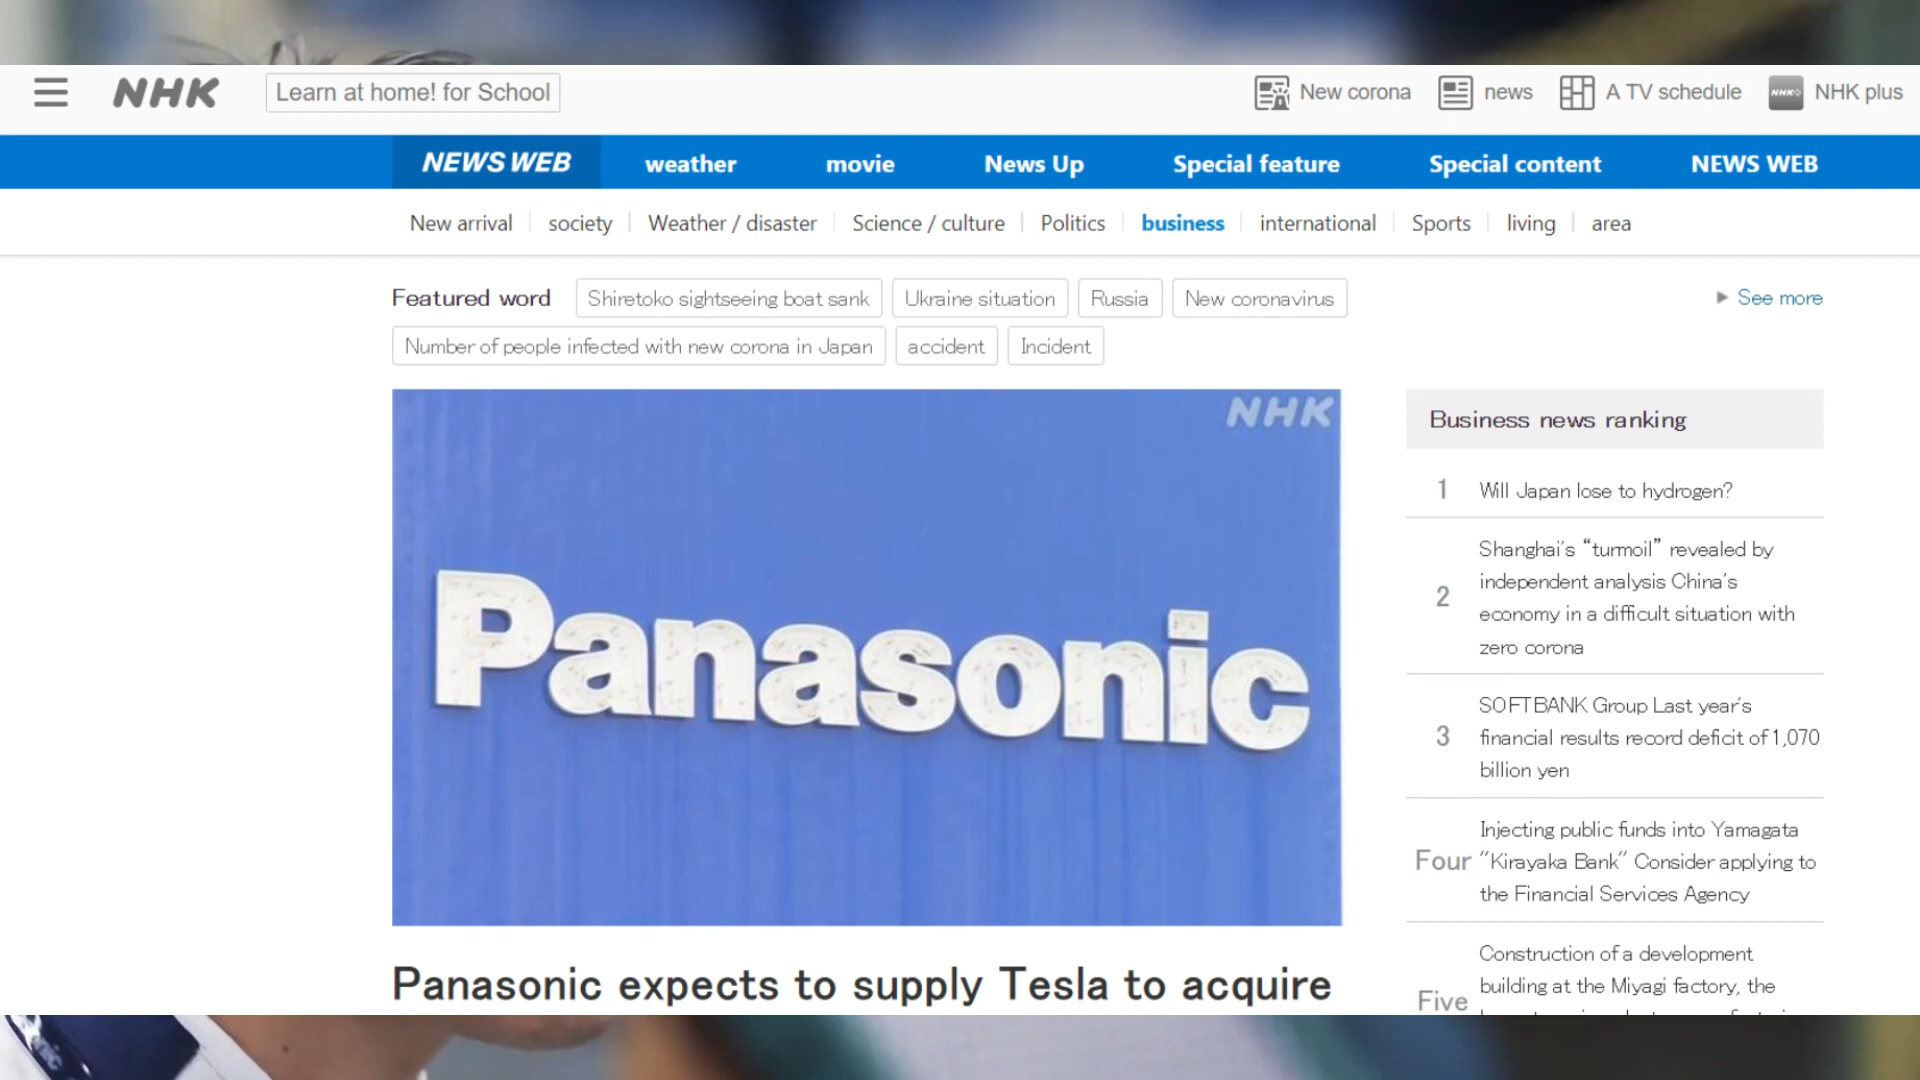 NHK
Learn at home! for School
New corona
news
A TV schedule
NHK plus
NEWS WEB
weather
movie
News Up
Special feature
Special content
NEWS WEB
New arrival
society
Weather / disaster
Science / culture
Politics
business
international
Sports
living
area
Featured word
Shiretoko sightseeing boat sank
Ukraine situation
Russia
New coronavirus
See more
Number of people infected with new corona in Japan
accident
Incident
NHK
Panasonic
Panasonic expects to supply Tesla to acquire
Business news ranking
1
Will Japan lose to hydrogen?
2
Shanghai's “turmoil” revealed by
independent analysis China's
economy in a difficult situation with
zero corona
3
SOFTBANK Group Last year's
financial results record deficit of 1,070
billion yen
Four
Injecting public funds into Yamagata
"Kirayaka Bank" Consider applying to
the Financial Services Agency
Five
Construction of a development
building at the Miyagi factory, the